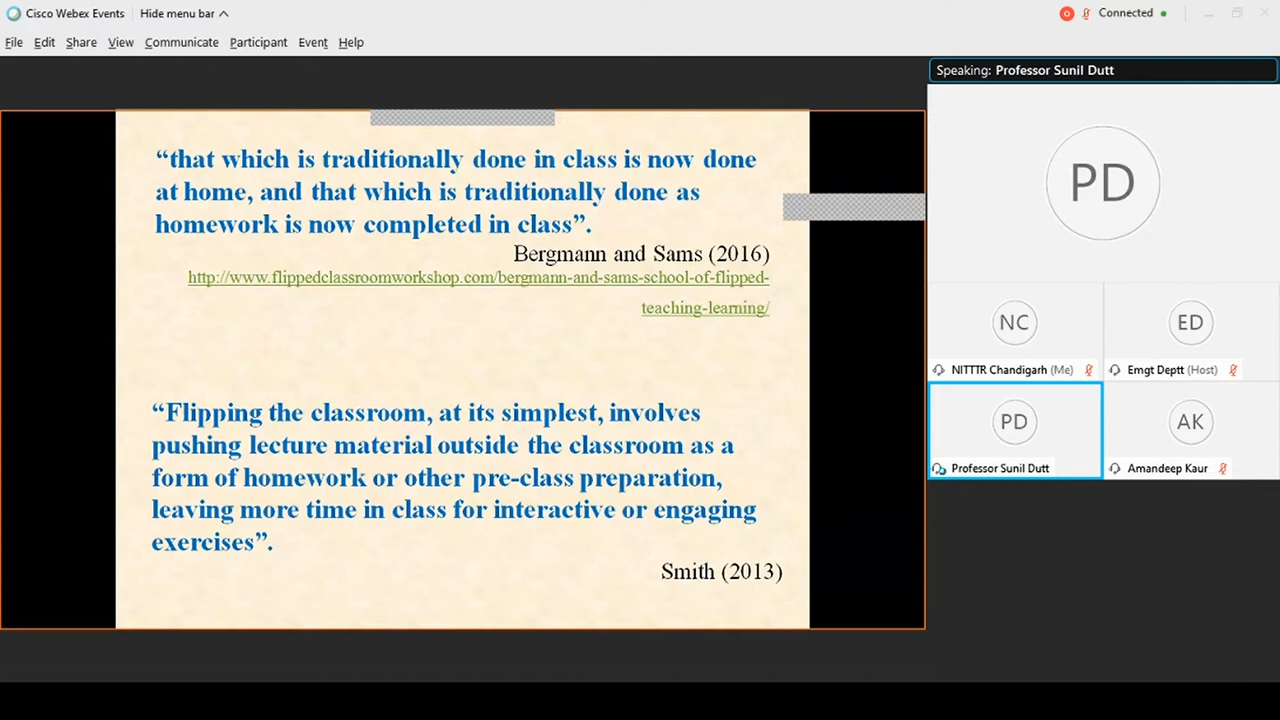 Cisco Webex Events
Hide menu bar
Connected
File Edit Share View Communicate Participant Event Help
Speaking: Professor Sunil Dutt
“that which is traditionally done in class is now done
at home, and that which is traditionally done as
homework is now completed in class”.
Bergmann and Sams (2016)
http://www.flippedclassroomworkshop.com/bergmann-and-sams-school-of-flipped-
teaching-learning/
“Flipping the classroom, at its simplest, involves
pushing lecture material outside the classroom as a
form of homework or other pre-class preparation,
leaving more time in class for interactive or engaging
exercises”.
Smith (2013)
PD
NC
NITTTR Chandigarh (Me)
ED
Emgt Deptt (Host)
PD
Professor Sunil Dutt
AK
Amandeep Kaur